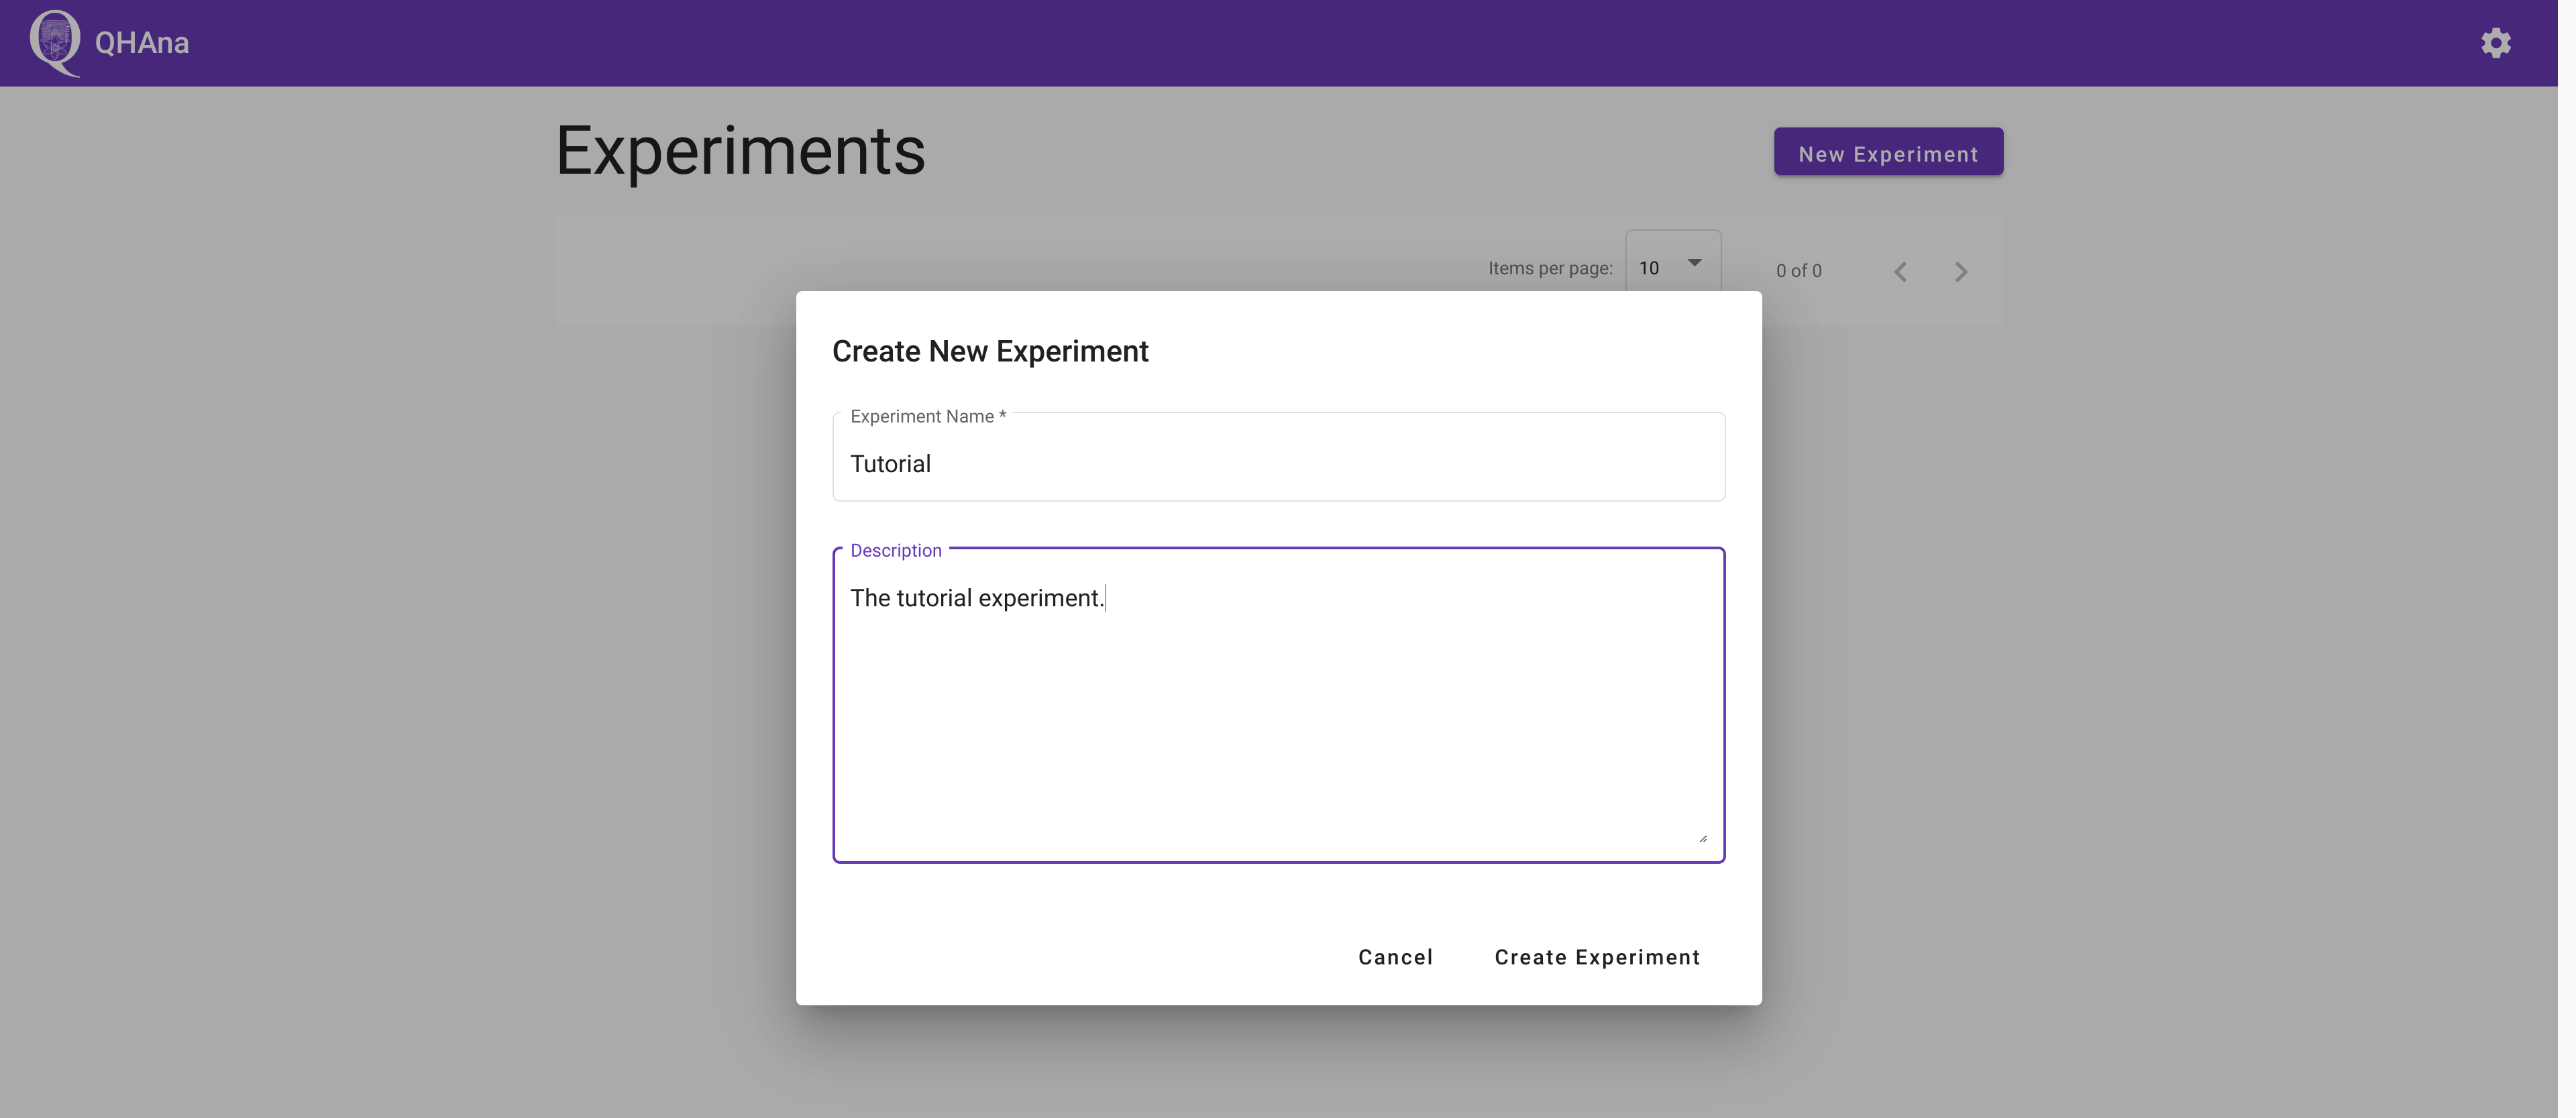 QHAna
Experiments
New Experiment
Items per page: 10 0 of 0
Create New Experiment
Experiment Name *
Tutorial
Description
The tutorial experiment.
Cancel Create Experiment